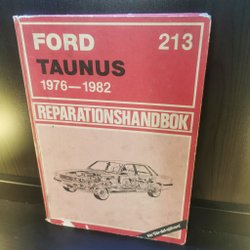 FORD 213
TAUNUS
1976—1982
REPARATIONSHANDBOK